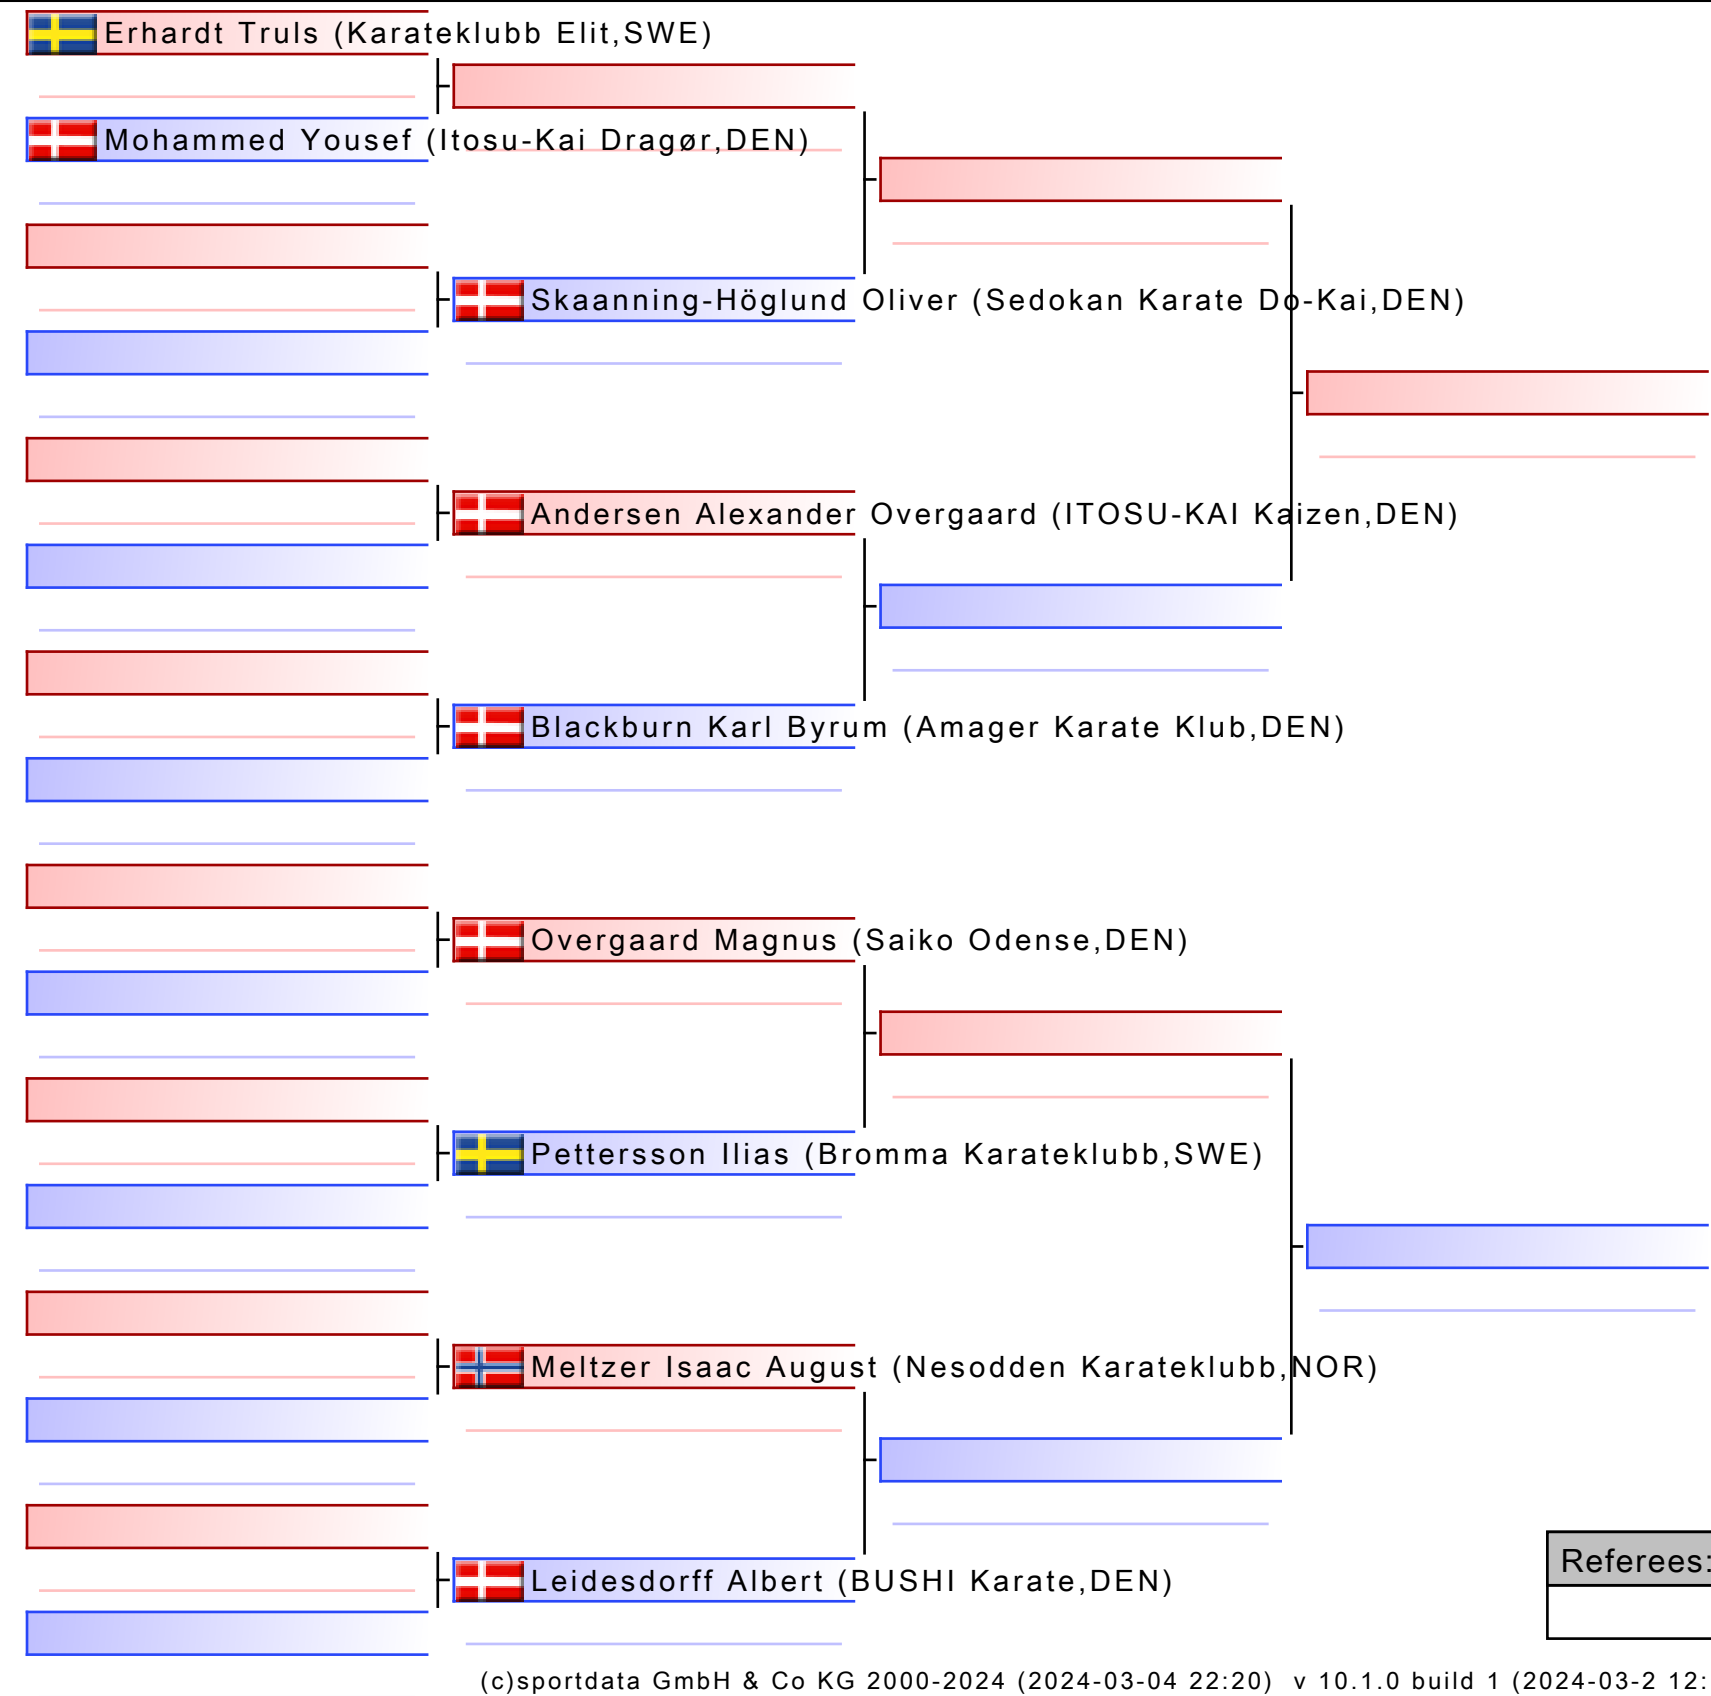 Erhardt Truls (Karateklubb Elit,SWE)
Mohammed Yousef (Itosu-Kai Dragør,DEN)
Skaanning-Höglund Oliver (Sedokan Karate Do-Kai,DEN)
Andersen Alexander Overgaard (ITOSU-KAI Kaizen,DEN)
Blackburn Karl Byrum (Amager Karate Klub,DEN)
Overgaard Magnus (Saiko Odense,DEN)
Pettersson Ilias (Bromma Karateklubb,SWE)
Meltzer Isaac August (Nesodden Karateklubb,NOR)
Leidesdorff Albert (BUSHI Karate,DEN)
Referees:
(c)sportdata GmbH & Co KG 2000-2024 (2024-03-04 22:20) v 10.1.0 build 1 (2024-03-2 12: